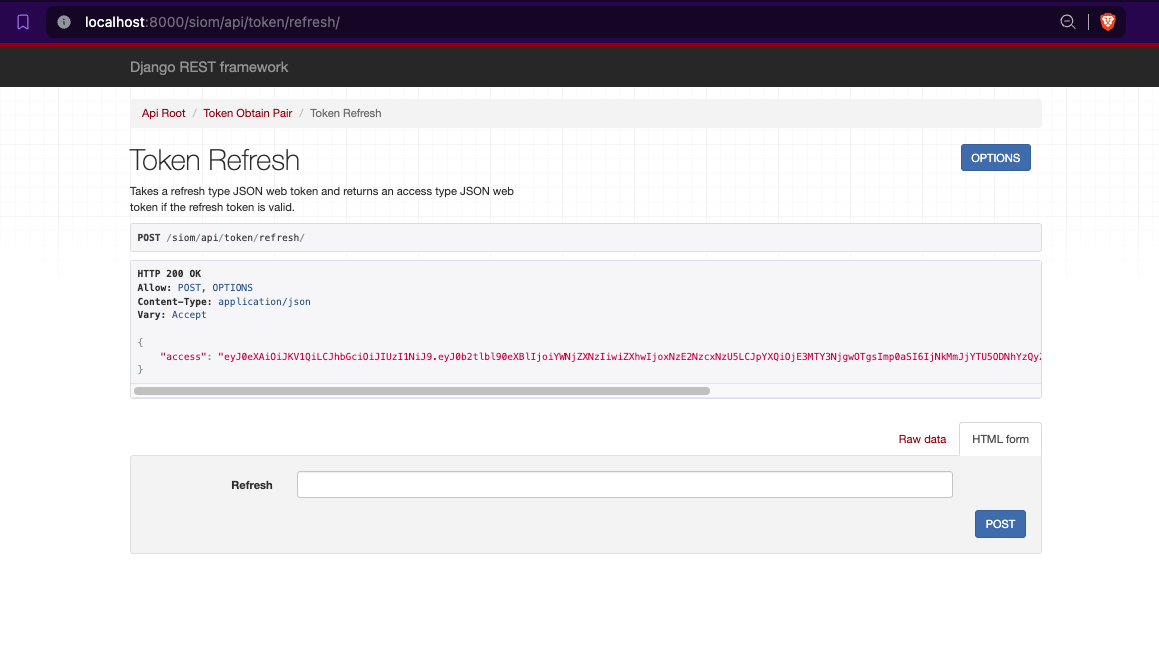 localhost:8000/siom/api/token/refresh/
Django REST framework
Api Root / Token Obtain Pair / Token Refresh
Token Refresh
OPTIONS
Takes a refresh type JSON web token and returns an access type JSON web
token if the refresh token is valid.
POST /siom/api/token/refresh/
HTTP 200 OK
Allow: POST, OPTIONS
Content-Type: application/json
Vary: Accept
{
"access": "eyJ0eXAiOiJKV1QiLCJhbGciOiJIUzI1NiJ9.eyJ0b2tlbl90eXBlIjoiYWNjZXNzIiwiZXhwIjoxNzE2NzcxNzU5LCJpYXQiOjE3MTY3NjgwOTgsImp0aSI6IjNkMmJjYTU5ODNhYzQyZ
}
Raw data
HTML form
Refresh
POST